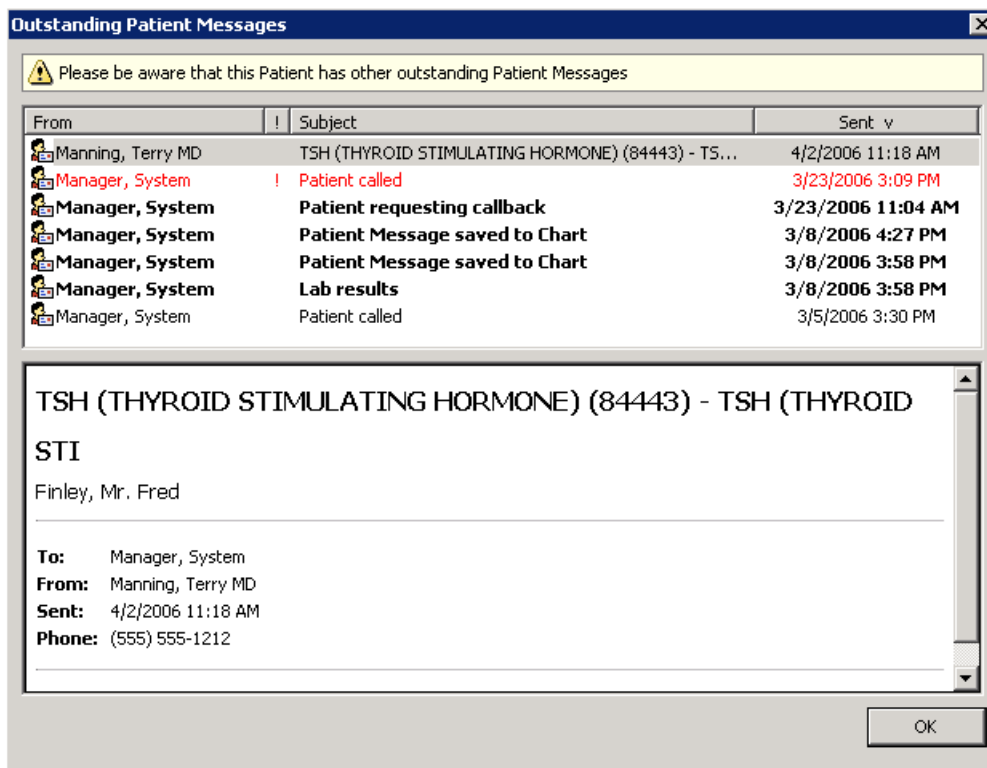 Outstanding Patient Messages
Please be aware that this Patient has other outstanding Patient Messages
From ! Subject Sent v
Manning, Terry MD TSH (THYROID STIMULATING HORMONE) (84443) - TS... 4/2/2006 11:18 AM
Manager, System ! Patient called 3/23/2006 3:09 PM
Manager, System Patient requesting callback 3/23/2006 11:04 AM
Manager, System Patient Message saved to Chart 3/8/2006 4:27 PM
Manager, System Patient Message saved to Chart 3/8/2006 3:58 PM
Manager, System Lab results 3/8/2006 3:58 PM
Manager, System Patient called 3/5/2006 3:30 PM
TSH (THYROID STIMULATING HORMONE) (84443) - TSH (THYROID
STI
Finley, Mr. Fred
To: Manager, System
From: Manning, Terry MD
Sent: 4/2/2006 11:18 AM
Phone: (555) 555-1212
OK